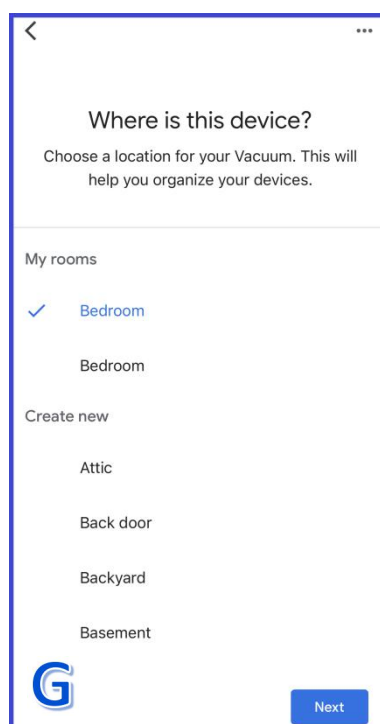 Where is this device?
Choose a location for your Vacuum. This will
help you organize your devices.
My rooms
Bedroom
Bedroom
Create new
Attic
Back door
Backyard
Basement
G
Next